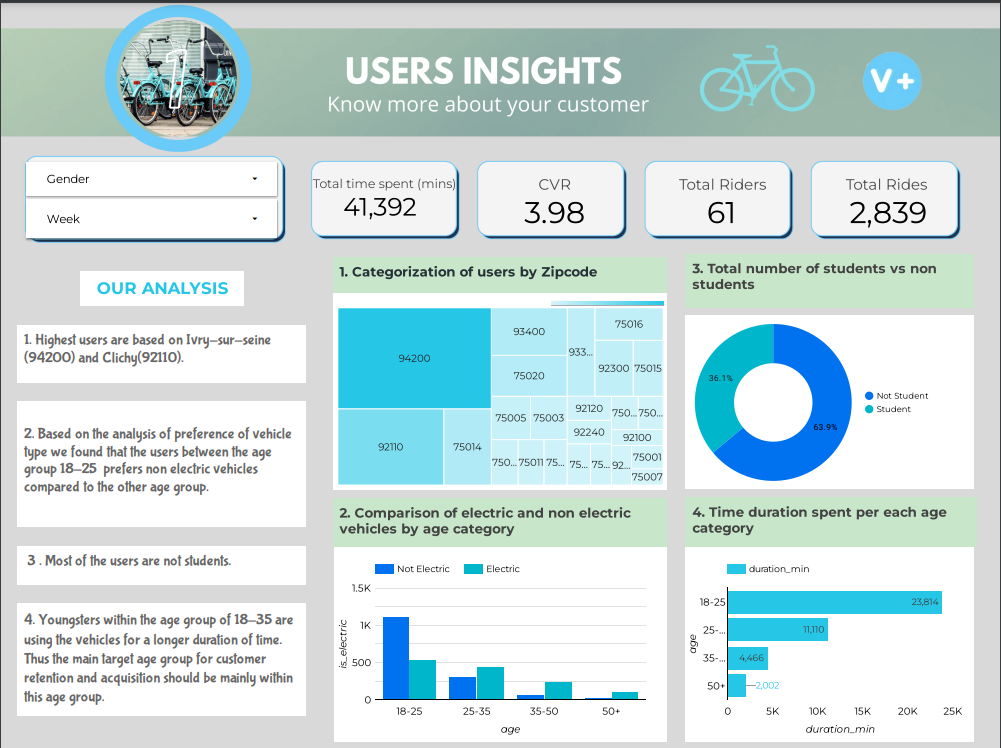 USERS INSIGHTS
Know more about your customer
V+
Gender
Week
Total time spent (mins)
41,392
CVR
3.98
Total Riders
61
Total Rides
2,839
OUR ANALYSIS
1. Highest users are based on Ivry-sur-seine
(94200) and Clichy(92110).
2. Based on the analysis of preference of vehicle
type we found that the users between the age
group 18-25 prefers non electric vehicles
compared to the other age group.
3 . Most of the users are not students.
4. Youngsters within the age group of 18-35 are
using the vehicles for a longer duration of time.
Thus the main target age group for customer
retention and acquisition should be mainly within
this age group.
1. Categorization of users by Zipcode
94200
92110
75014
93400
75020
933...
75016
92300
75015
75005
75003
92120
750...
750...
92240
92100
750...
75011
75...
75...
75...
92...
75001
75007
3. Total number of students vs non
students
36.1%
63.9%
Not Student
Student
2. Comparison of electric and non electric
vehicles by age category
Not Electric
Electric
is_electric
1.5K
1K
500
0
18-25
25-35
35-50
50+
age
4. Time duration spent per each age
category
duration_min
age
18-25
23,814
25-...
11,110
35-...
4,466
50+
2,002
0
5K
10K
15K
20K
25K
duration_min